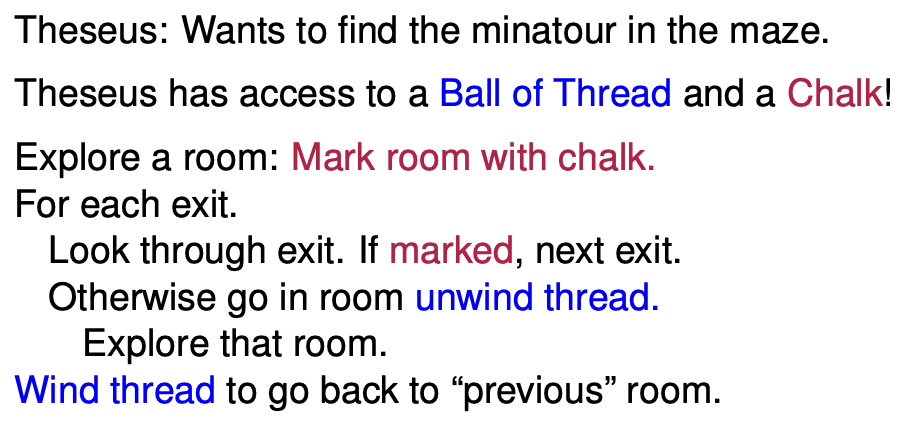 Theseus: Wants to find the minatour in the maze.
Theseus has access to a Ball of Thread and a Chalk!
Explore a room: Mark room with chalk.
For each exit.
Look through exit. If marked, next exit.
Otherwise go in room unwind thread.
Explore that room.
Wind thread to go back to “previous” room.